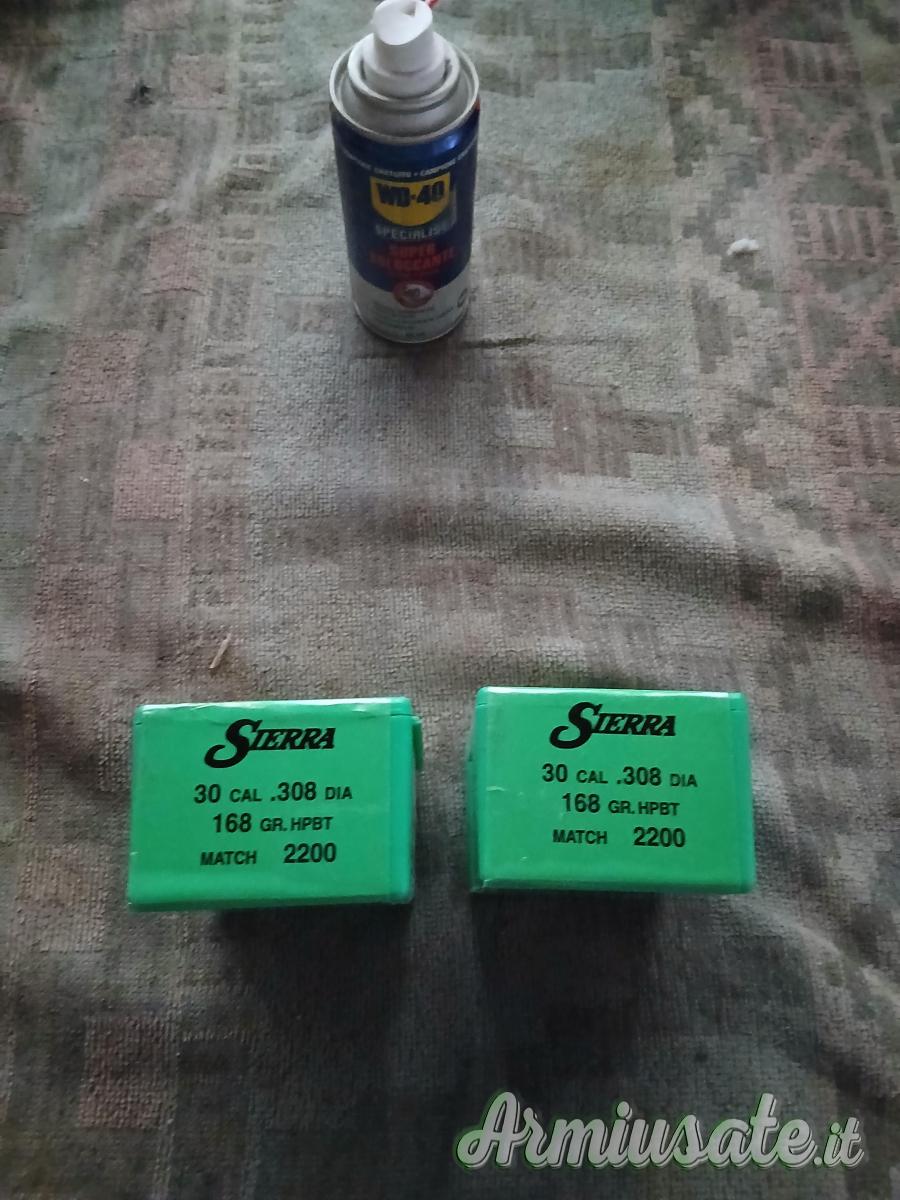 WD-40
SPECIALIST
SUPER
SBLOCCANTE
SIERRA
30 CAL .308 DIA
168 GR. HPBT
MATCH 2200
SIERRA
30 CAL .308 DIA
168 GR. HPBT
MATCH 2200
Armiusate.it